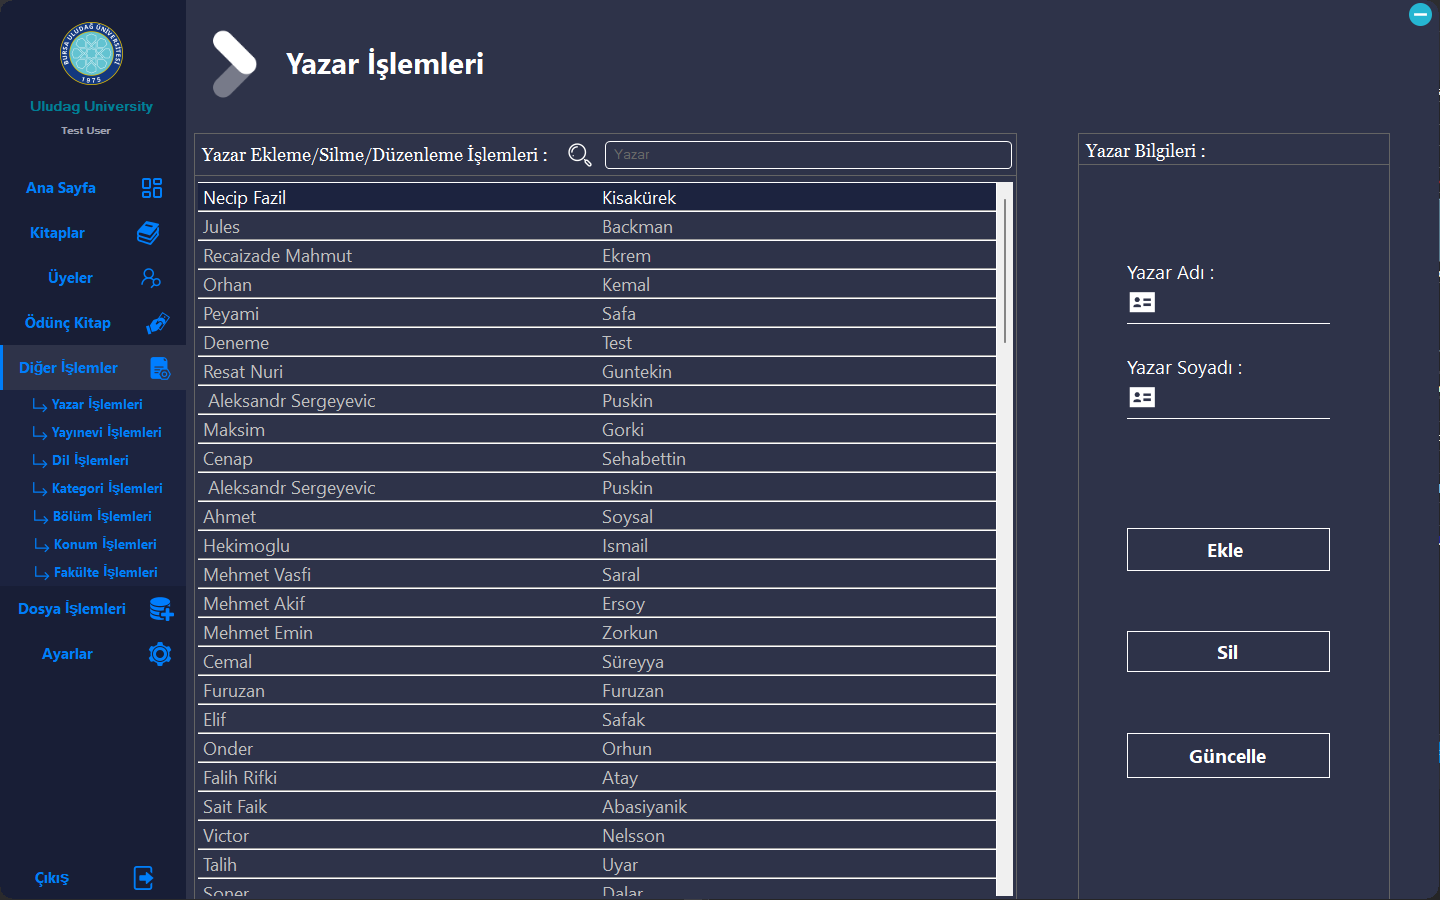 BURSA ULUDAĞ ÜNİVERSİTESİ
1975
Uludag University
Test User
Ana Sayfa
Kitaplar
Üyeler
Ödünç Kitap
Diğer İşlemler
Yazar İşlemleri
Yayınevi İşlemleri
Dil İşlemleri
Kategori İşlemleri
Bölüm İşlemleri
Konum İşlemleri
Fakülte İşlemleri
Dosya İşlemleri
Ayarlar
Çıkış
Yazar İşlemleri
Yazar Ekleme/Silme/Düzenleme İşlemleri :
Yazar
Necip Fazil Kisakürek
Jules Backman
Recaizade Mahmut Ekrem
Orhan Kemal
Peyami Safa
Deneme Test
Resat Nuri Guntekin
Aleksandr Sergeyevic Puskin
Maksim Gorki
Cenap Sehabettin
Aleksandr Sergeyevic Puskin
Ahmet Soysal
Hekimoglu Ismail
Mehmet Vasfi Saral
Mehmet Akif Ersoy
Mehmet Emin Zorkun
Cemal Süreyya
Furuzan Furuzan
Elif Safak
Onder Orhun
Falih Rifki Atay
Sait Faik Abasiyanik
Victor Nelsson
Talih Uyar
Soner Dalar
Yazar Bilgileri :
Yazar Adı :
Yazar Soyadı :
Ekle
Sil
Güncelle